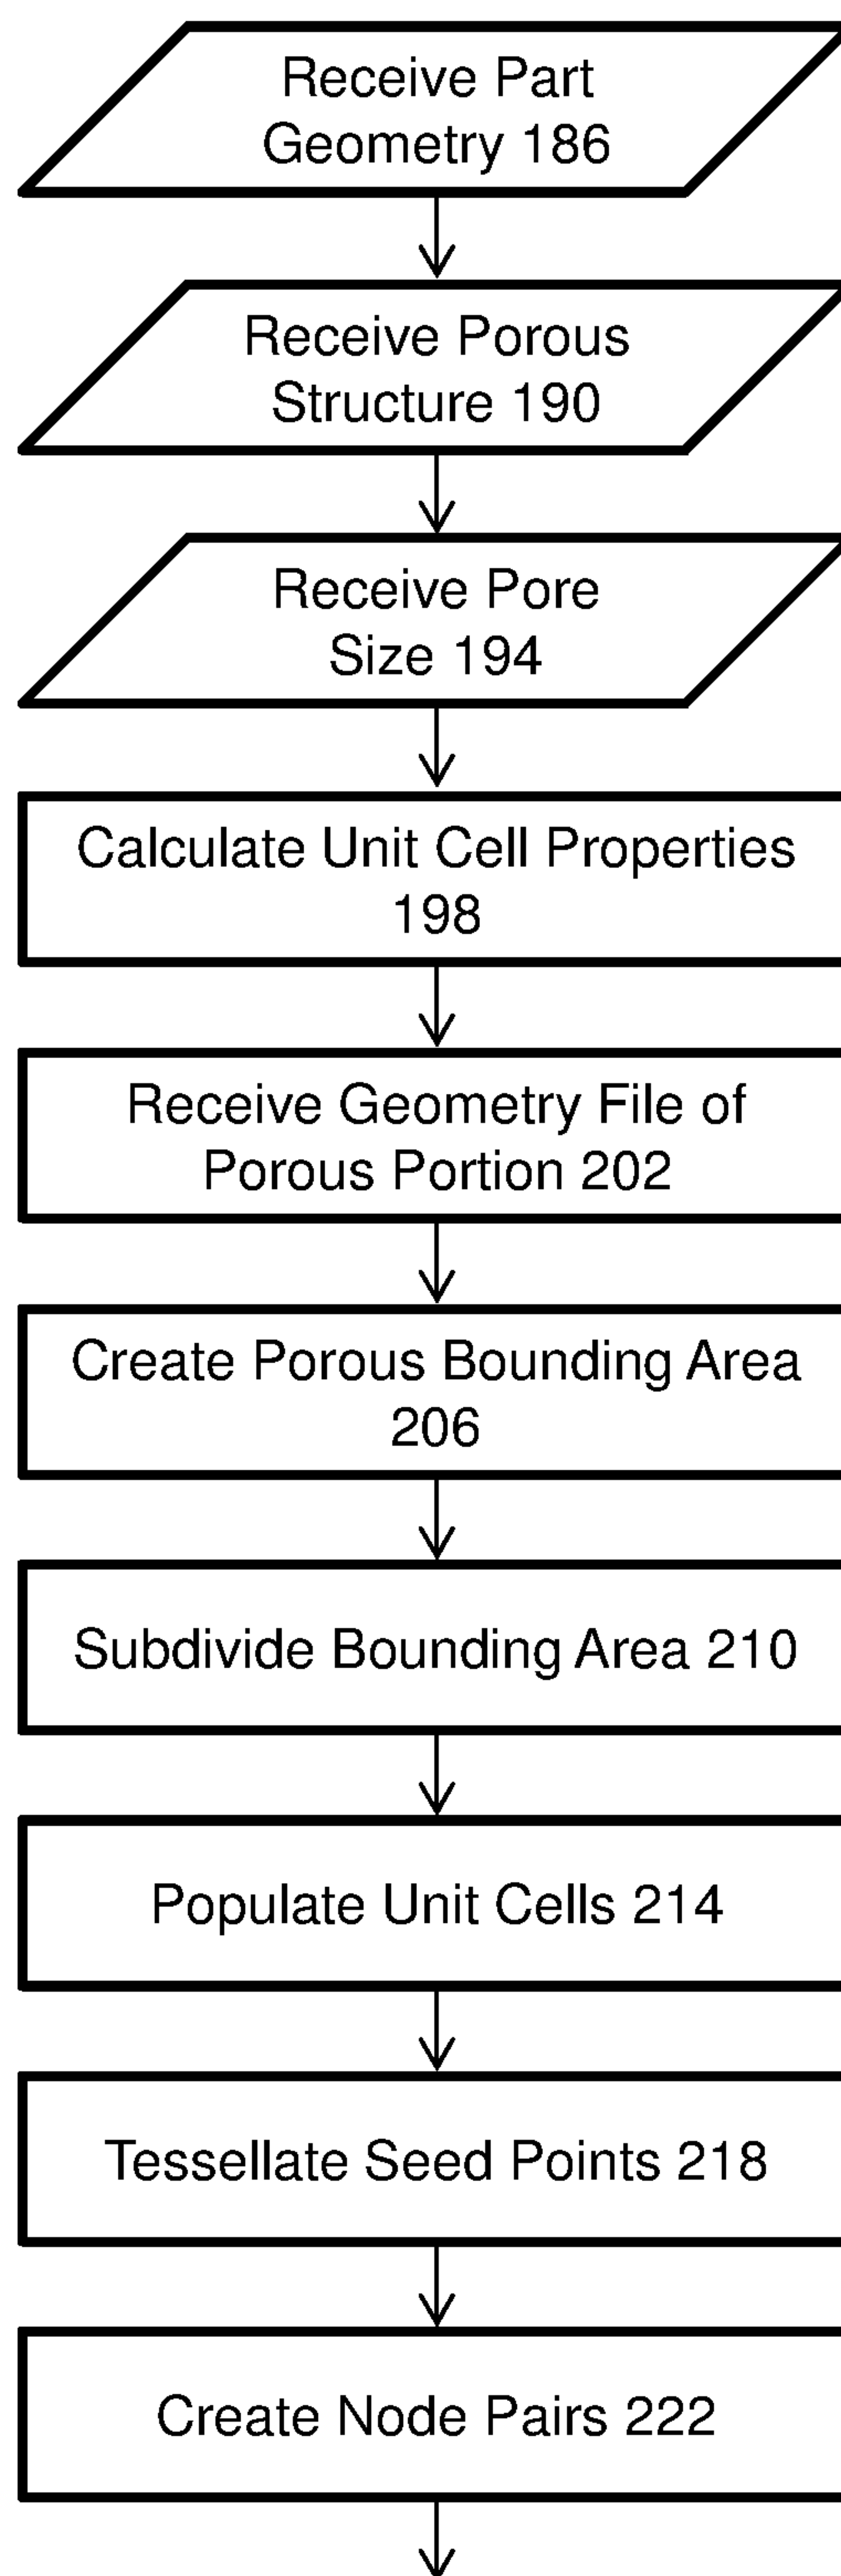 Receive Part
Geometry 186
Receive Porous
Structure 190
Receive Pore
Size 194
Calculate Unit Cell Properties
198
Receive Geometry File of
Porous Portion 202
Create Porous Bounding Area
206
Subdivide Bounding Area 210
Populate Unit Cells 214
Tessellate Seed Points 218
Create Node Pairs 222